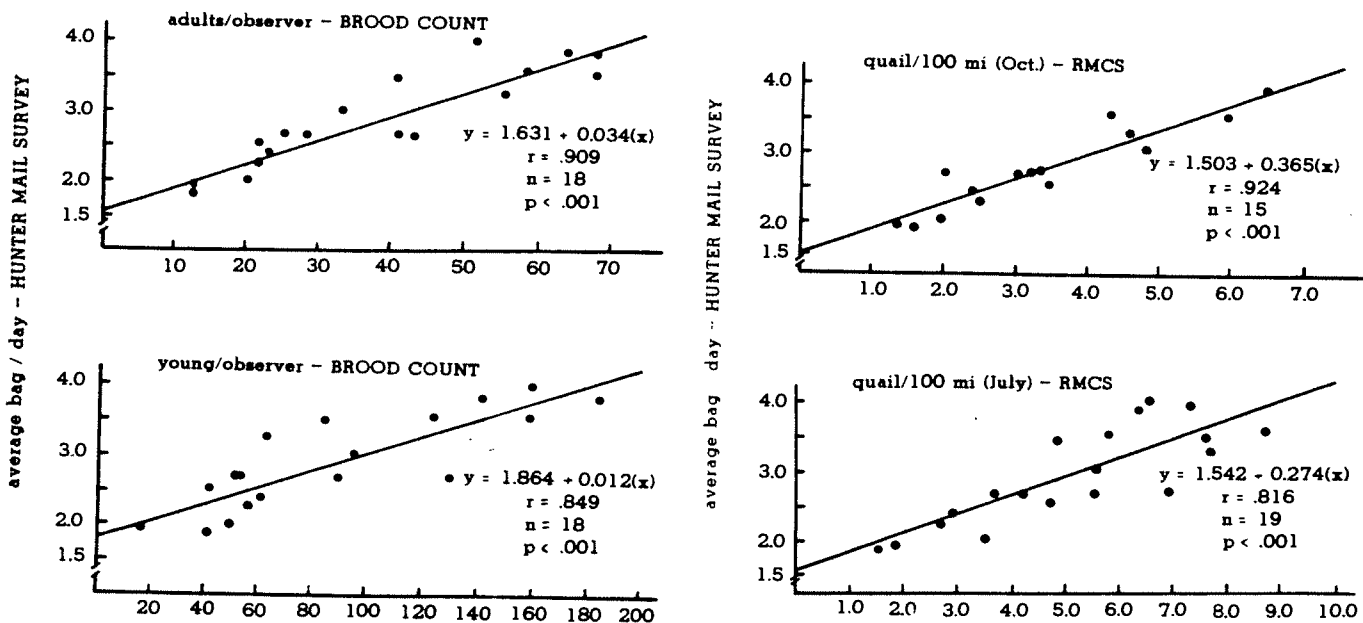 average bag / day – HUNTER MAIL SURVEY
adults/observer – BROOD COUNT
4.0
3.0
2.0
1.5
y = 1.631 + 0.034(x)
r = .909
n = 18
p < .001
10 20 30 40 50 60 70
young/observer – BROOD COUNT
4.0
3.0
2.0
1.5
y = 1.864 + 0.012(x)
r = .849
n = 18
p < .001
20 40 60 80 100 120 140 160 180 200
average bag day -- HUNTER MAIL SURVEY
quail/100 mi (Oct.) – RMCS
4.0
3.0
2.0
1.5
y = 1.503 + 0.365(x)
r = .924
n = 15
p < .001
1.0 2.0 3.0 4.0 5.0 6.0 7.0
quail/100 mi (July) – RMCS
4.0
3.0
2.0
1.5
y = 1.542 + 0.274(x)
r = .816
n = 19
p < .001
1.0 2.0 3.0 4.0 5.0 6.0 7.0 8.0 9.0 10.0